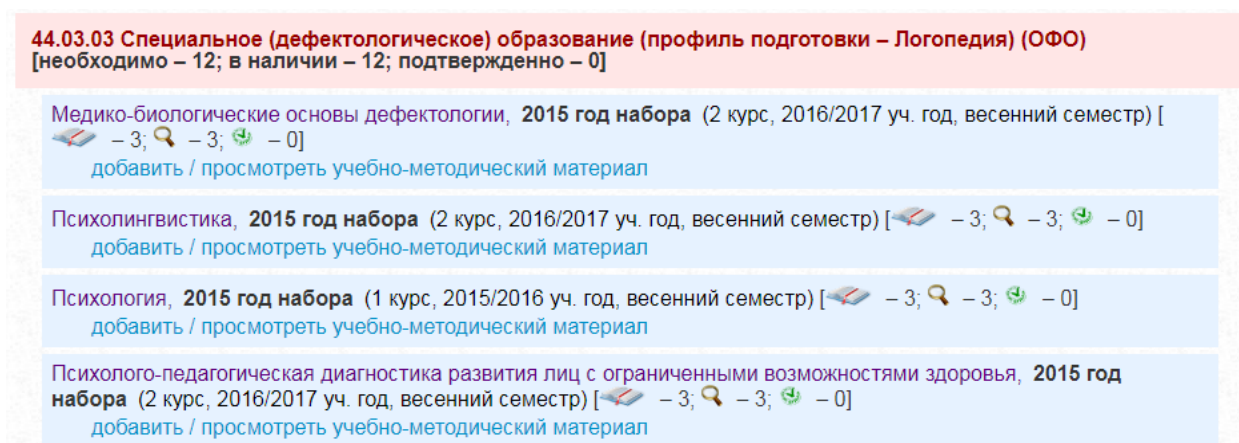 44.03.03 Специальное (дефектологическое) образование (профиль подготовки – Логопедия) (ОФО)
[необходимо – 12; в наличии – 12; подтвержденно – 0]
Медико-биологические основы дефектологии, 2015 год набора (2 курс, 2016/2017 уч. год, весенний семестр) [
– 3; – 3; – 0]
добавить / просмотреть учебно-методический материал
Психолингвистика, 2015 год набора (2 курс, 2016/2017 уч. год, весенний семестр) [ – 3; – 3; – 0]
добавить / просмотреть учебно-методический материал
Психология, 2015 год набора (1 курс, 2015/2016 уч. год, весенний семестр) [ – 3; – 3; – 0]
добавить / просмотреть учебно-методический материал
Психолого-педагогическая диагностика развития лиц с ограниченными возможностями здоровья, 2015 год
набора (2 курс, 2016/2017 уч. год, весенний семестр) [ – 3; – 3; – 0]
добавить / просмотреть учебно-методический материал